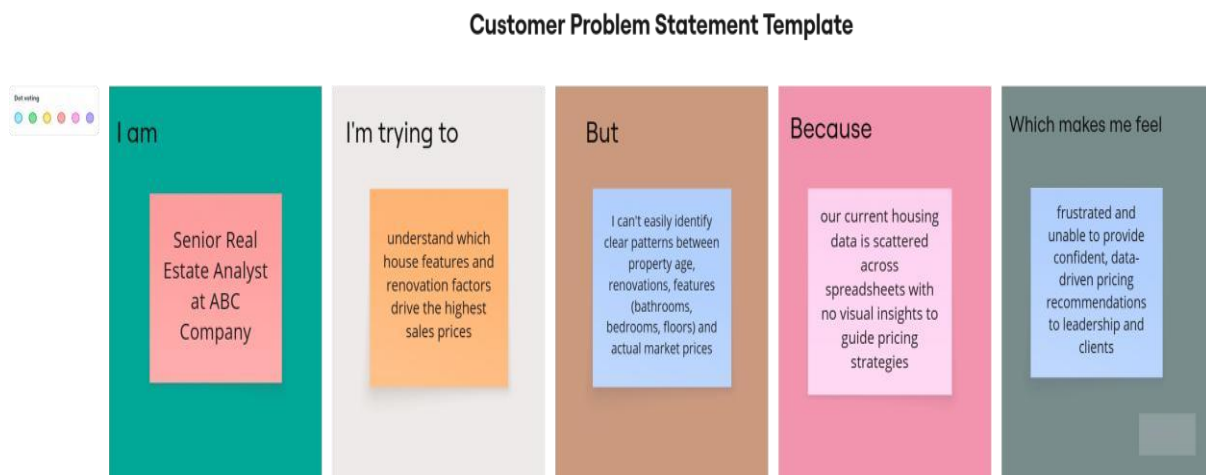 Customer Problem Statement Template
Dot voting
I am
Senior Real
Estate Analyst
at ABC
Company
I'm trying to
understand which
house features and
renovation factors
drive the highest
sales prices
But
I can't easily identify
clear patterns between
property age,
renovations, features
(bathrooms,
bedrooms, floors) and
actual market prices
Because
our current housing
data is scattered
across
spreadsheets with
no visual insights to
guide pricing
strategies
Which makes me feel
frustrated and
unable to provide
confident, data-
driven pricing
recommendations
to leadership and
clients